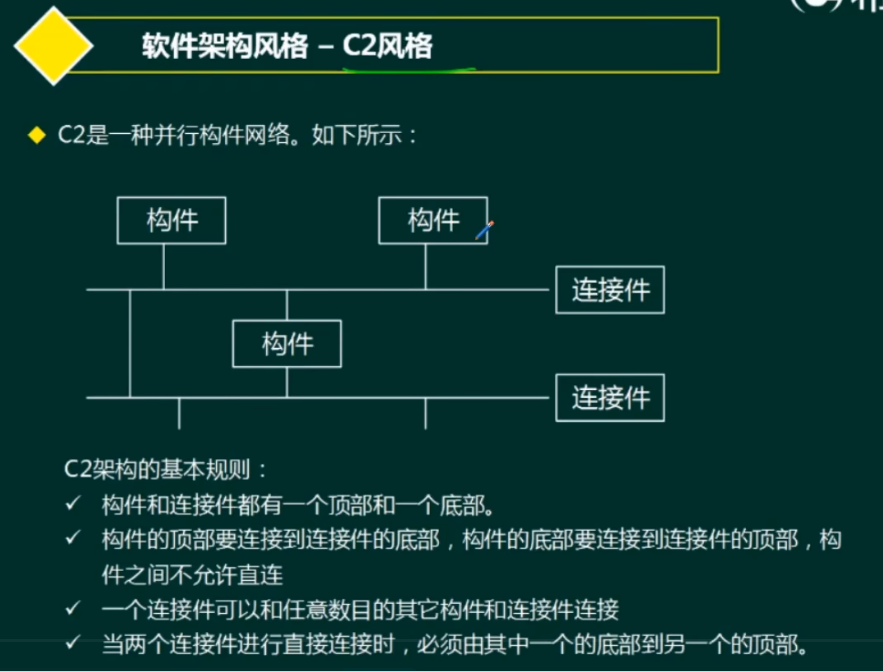 软件架构风格 – C2风格
C2是一种并行构件网络。如下所示：
构件
构件
连接件
构件
连接件
C2架构的基本规则：
构件和连接件都有一个顶部和一个底部。
构件的顶部要连接到连接件的底部，构件的底部要连接到连接件的顶部，构
件之间不允许直连
一个连接件可以和任意数目的其它构件和连接件连接
当两个连接件进行直接连接时，必须由其中一个的底部到另一个的顶部。